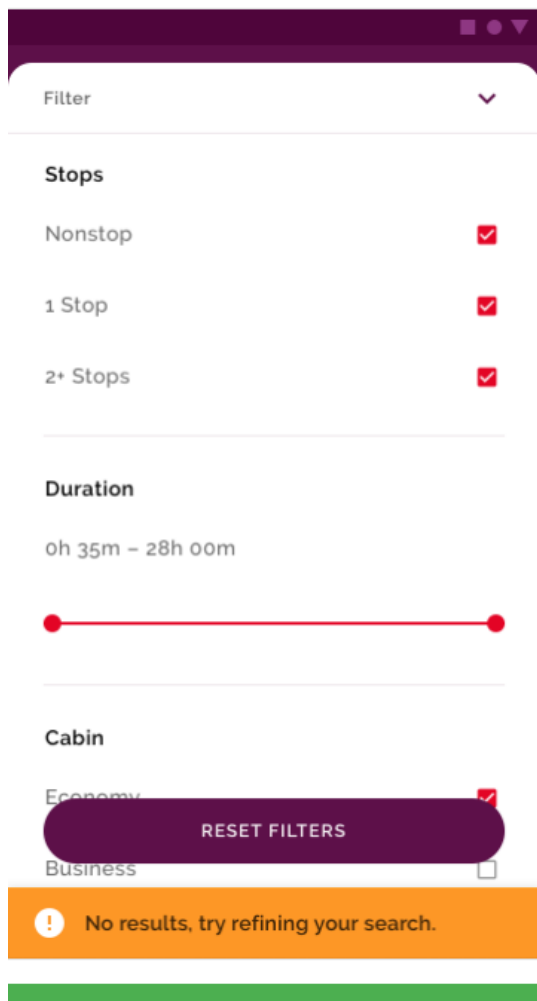 Filter
Stops
Nonstop
1 Stop
2+ Stops
Duration
0h 35m – 28h 00m
Cabin
Economy
RESET FILTERS
Business
No results, try refining your search.